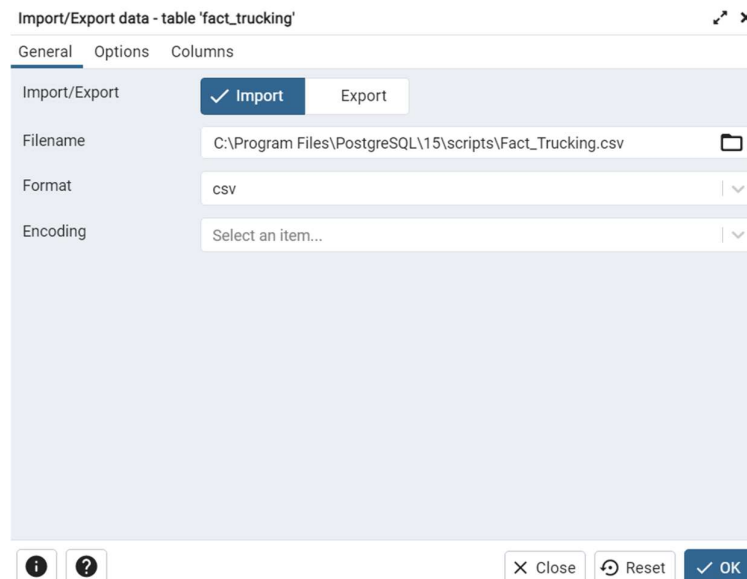 Import/Export data - table 'fact_trucking'
General Options Columns
Import/Export Import Export
Filename C:\Program Files\PostgreSQL\15\scripts\Fact_Trucking.csv
Format csv
Encoding Select an item...
Close Reset OK